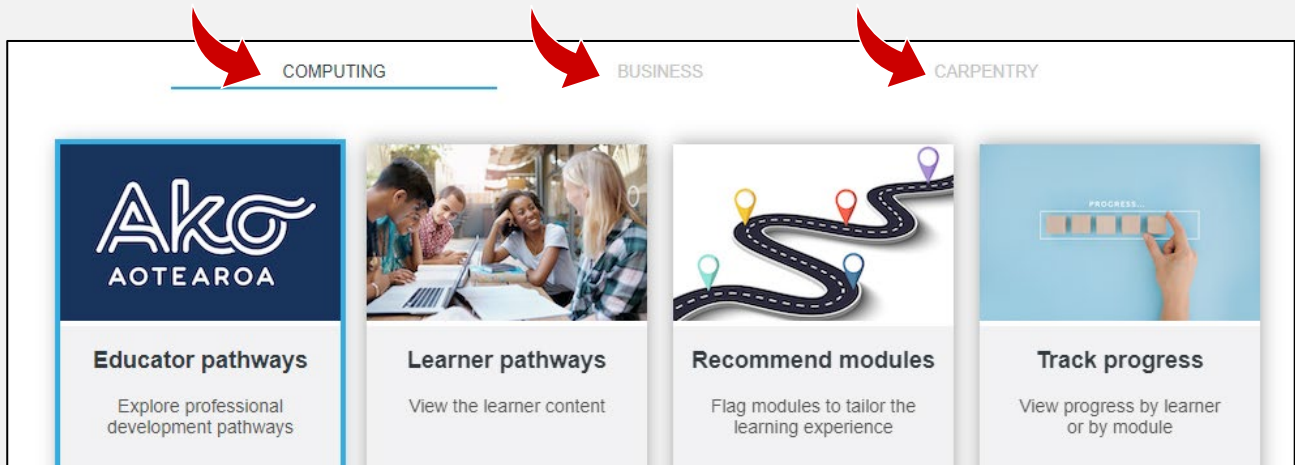 COMPUTING
BUSINESS
CARPENTRY
Ako
AOTEAROA
PROGRESS...
Educator pathways
Learner pathways
Recommend modules
Track progress
Explore professional
development pathways
View the learner content
Flag modules to tailor the
learning experience
View progress by learner
or by module